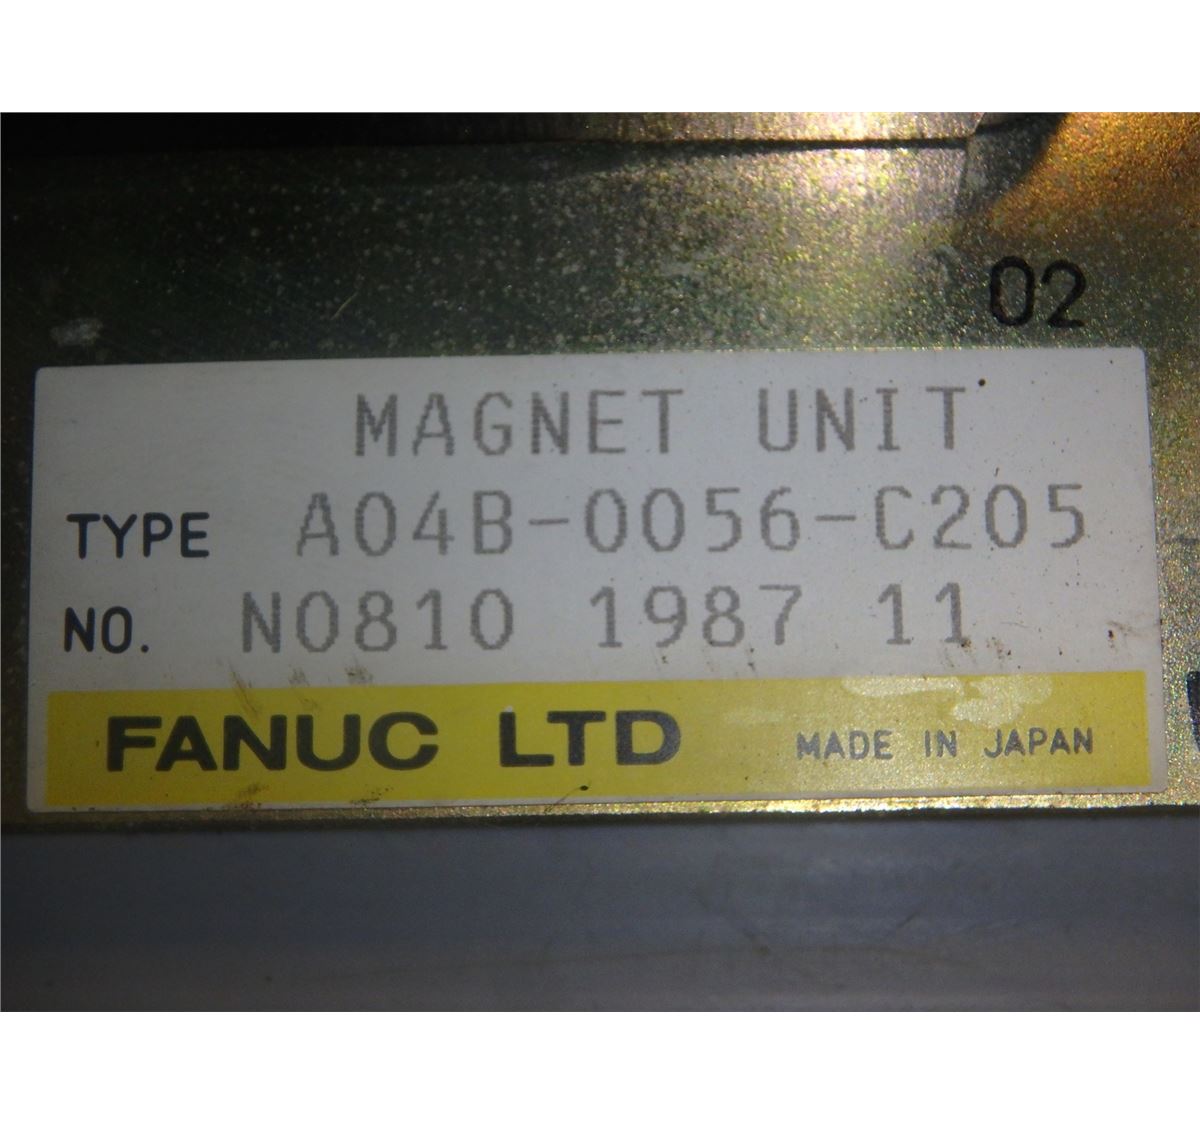 02
MAGNET UNIT
TYPE A04B-0056-C205
NO. N0810 1987 11
FANUC LTD MADE IN JAPAN